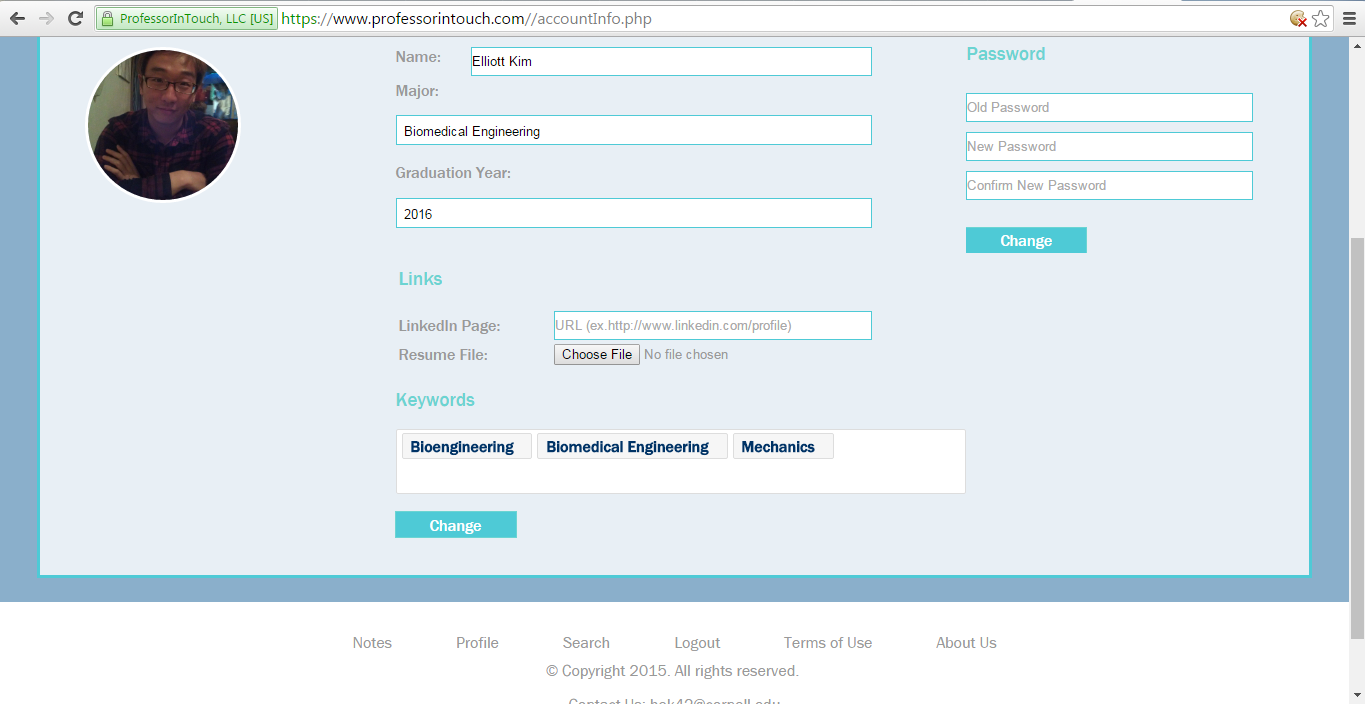 ProfessorInTouch, LLC [US] https://www.professorintouch.com//accountInfo.php
Name: Elliott Kim
Major:
Biomedical Engineering
Graduation Year:
2016
Password
Old Password
New Password
Confirm New Password
Change
Links
LinkedIn Page: URL (ex.http://www.linkedin.com/profile)
Resume File: Choose File No file chosen
Keywords
Bioengineering Biomedical Engineering Mechanics
Change
Notes Profile Search Logout Terms of Use About Us
© Copyright 2015. All rights reserved.
Contact Us: